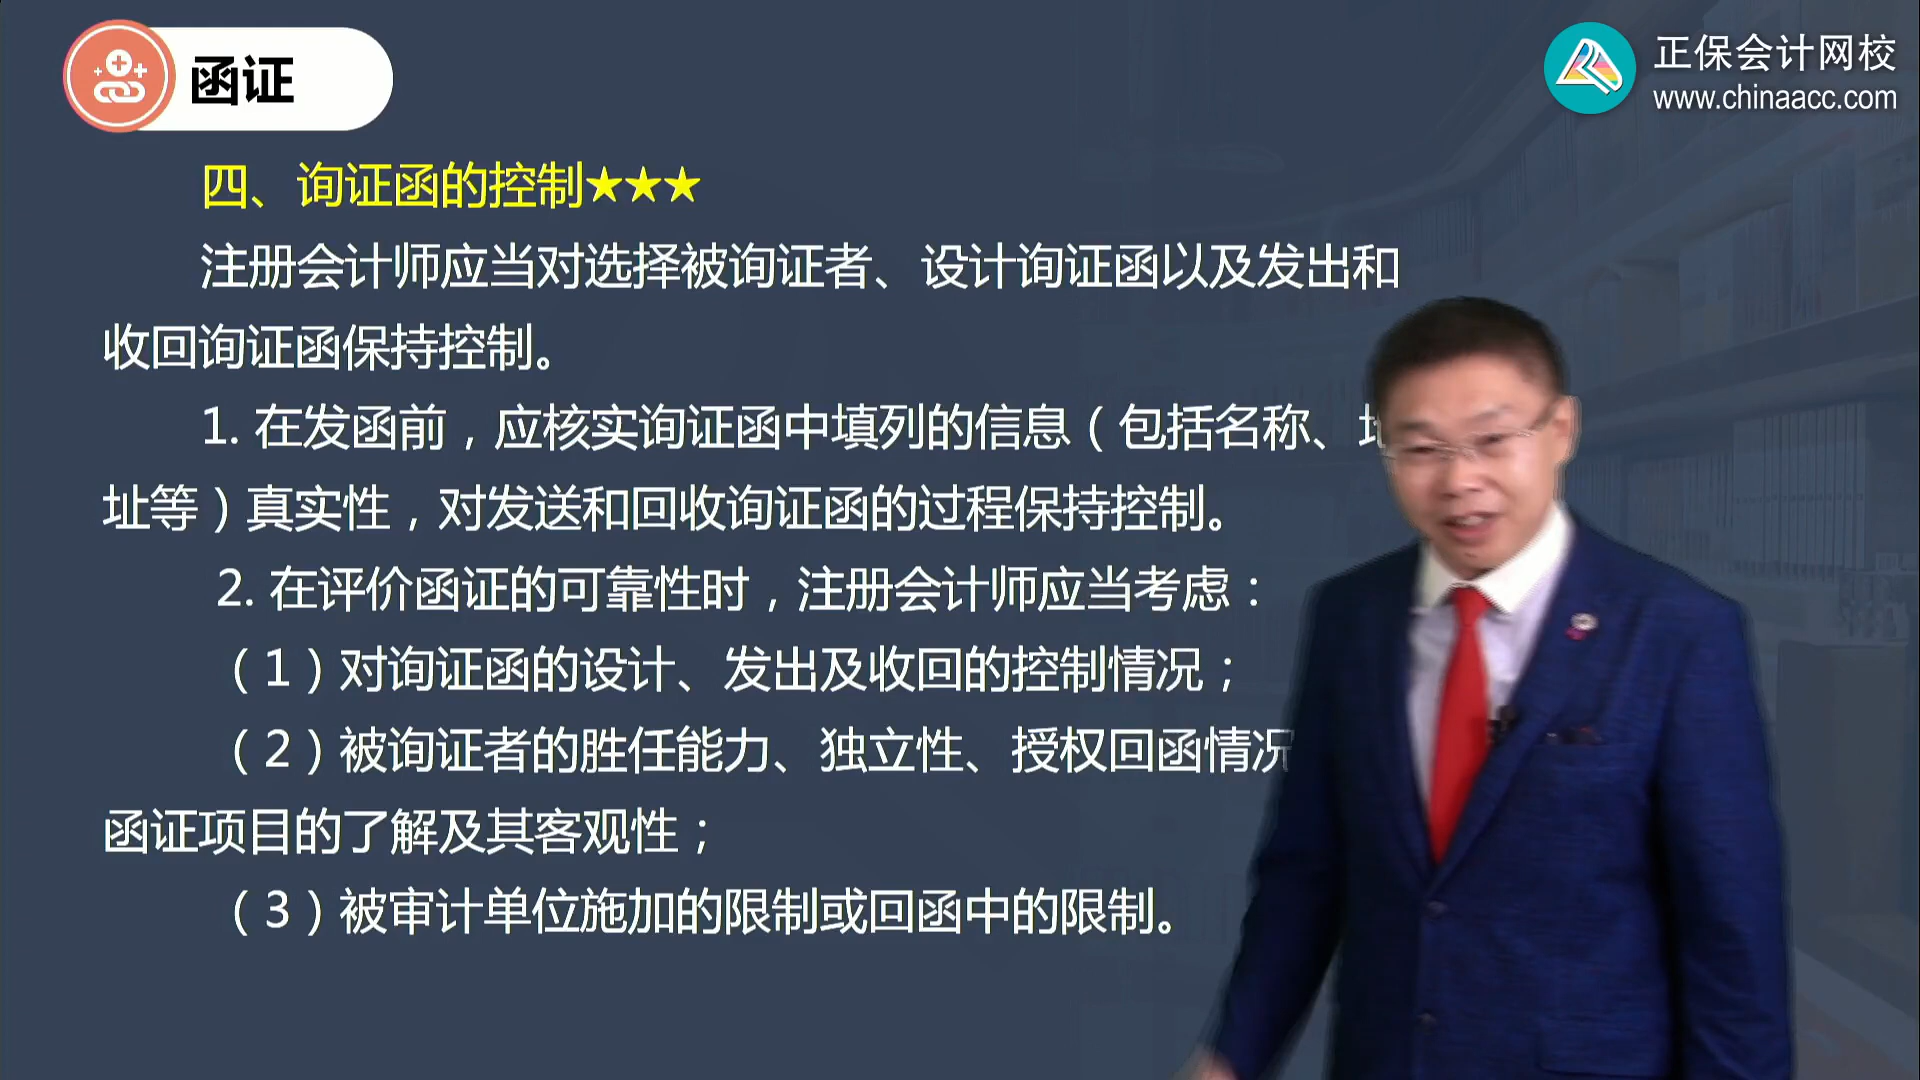 函证
正保会计网校
www.chinaacc.com
四、询证函的控制★★★
注册会计师应当对选择被询证者、设计询证函以及发出和
收回询证函保持控制。
1. 在发函前，应核实询证函中填列的信息（包括名称、
址等）真实性，对发送和回收询证函的过程保持控制。
2. 在评价函证的可靠性时，注册会计师应当考虑：
（1）对询证函的设计、发出及收回的控制情况；
（2）被询证者的胜任能力、独立性、授权回函情况
函证项目的了解及其客观性；
（3）被审计单位施加的限制或回函中的限制。